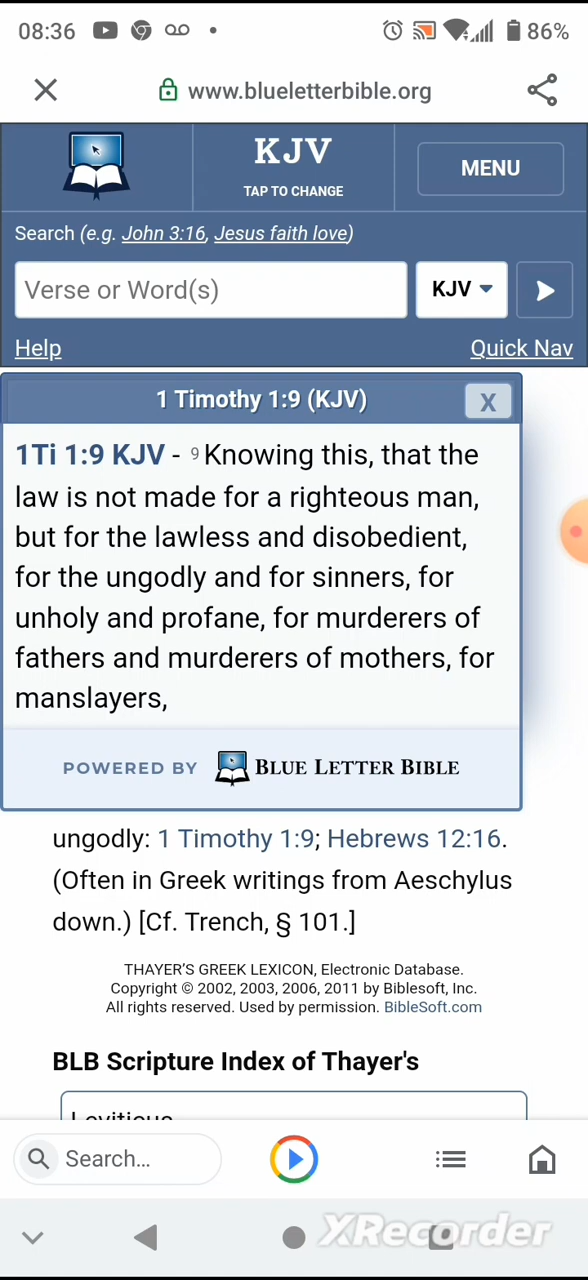 08:36 86%
www.blueletterbible.org
KJV
TAP TO CHANGE
MENU
Search (e.g. John 3:16, Jesus faith love)
Verse or Word(s) KJV
Help Quick Nav
1 Timothy 1:9 (KJV) X
1Ti 1:9 KJV - 9 Knowing this, that the
law is not made for a righteous man,
but for the lawless and disobedient,
for the ungodly and for sinners, for
unholy and profane, for murderers of
fathers and murderers of mothers, for
manslayers,
POWERED BY BLUE LETTER BIBLE
ungodly: 1 Timothy 1:9; Hebrews 12:16.
(Often in Greek writings from Aeschylus
down.) [Cf. Trench, § 101.]
THAYER'S GREEK LEXICON, Electronic Database.
Copyright © 2002, 2003, 2006, 2011 by Biblesoft, Inc.
All rights reserved. Used by permission. BibleSoft.com
BLB Scripture Index of Thayer's
Leviticus
Search...
XRecorder